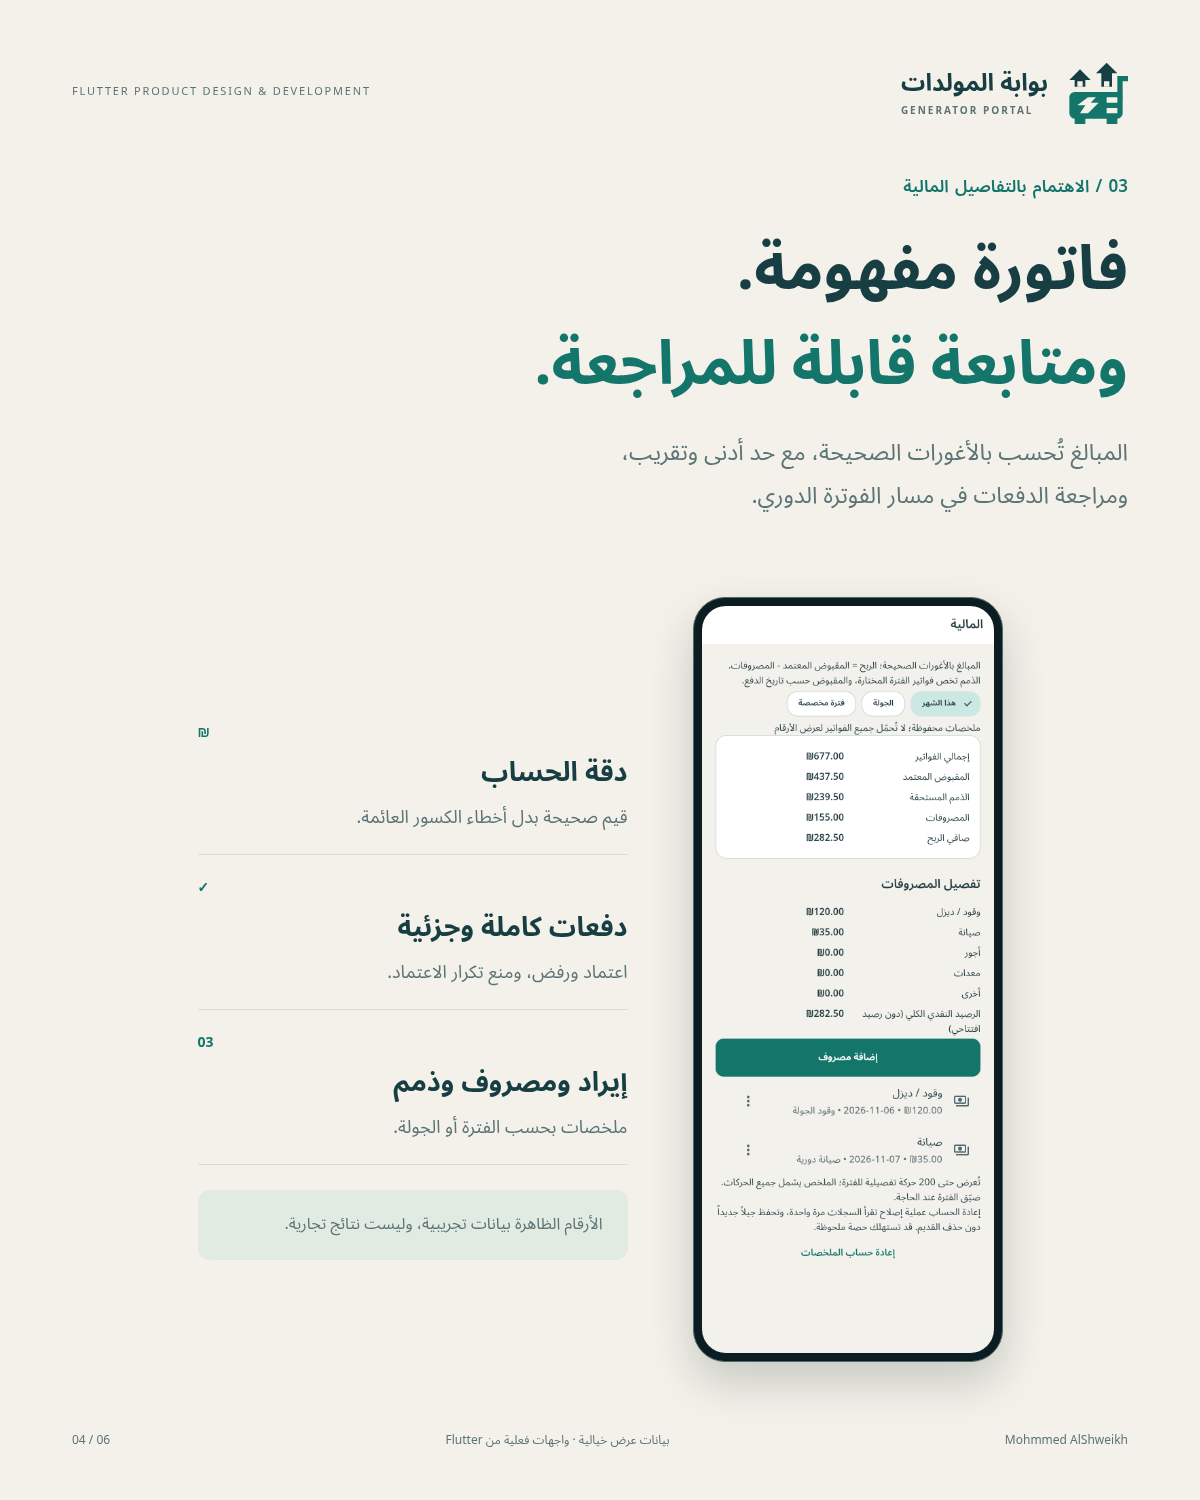 بوابة المولدات
GENERATOR PORTAL
FLUTTER PRODUCT DESIGN & DEVELOPMENT
03 / الاهتمام بالتفاصيل المالية
فاتورة مفهومة.
ومتابعة قابلة للمراجعة.
المبالغ تُحسب بالأغورات الصحيحة، مع حد أدنى وتقريب،
ومراجعة الدفعات في مسار الفوترة الدوري.
المالية
المبالغ بالأغورات الصحيحة؛ الربح = المقبوض المعتمد - المصروفات.
الذمم تخص فواتير الفترة المختارة، والمقبوض حسب تاريخ الدفع.
✓ هذا الشهر
الجولة
فترة مخصصة
ملخصات محفوظة؛ لا تُحمّل جميع الفواتير لعرض الأرقام
إجمالي الفواتير ₪677.00
المقبوض المعتمد ₪437.50
الذمم المستحقة ₪239.50
المصروفات ₪155.00
صافي الربح ₪282.50
تفصيل المصروفات
وقود / ديزل ₪120.00
صيانة ₪35.00
أجور ₪0.00
معدات ₪0.00
أخرى ₪0.00
الرصيد النقدي الكلي (دون رصيد ₪282.50
افتتاحي)
إضافة مصروف
وقود / ديزل
₪120.00 • 2026-11-06 • وقود الجولة
صيانة
₪35.00 • 2026-11-07 • صيانة دورية
تُعرض حتى 200 حركة تفصيلية للفترة؛ الملخص يشمل جميع الحركات.
ضيّق الفترة عند الحاجة.
إعادة الحساب عملية إصلاح تقرأ السجلات مرة واحدة، وتحفظ جيلاً جديداً
دون حذف القديم. قد تستهلك حصة ملحوظة.
إعادة حساب الملخصات
₪
دقة الحساب
قيم صحيحة بدل أخطاء الكسور العائمة.
✓
دفعات كاملة وجزئية
اعتماد ورفض، ومنع تكرار الاعتماد.
03
إيراد ومصروف وذمم
ملخصات بحسب الفترة أو الجولة.
الأرقام الظاهرة بيانات تجريبية، وليست نتائج تجارية.
Mohmmed AlShweikh
بيانات عرض خيالية · واجهات فعلية من Flutter
04 / 06